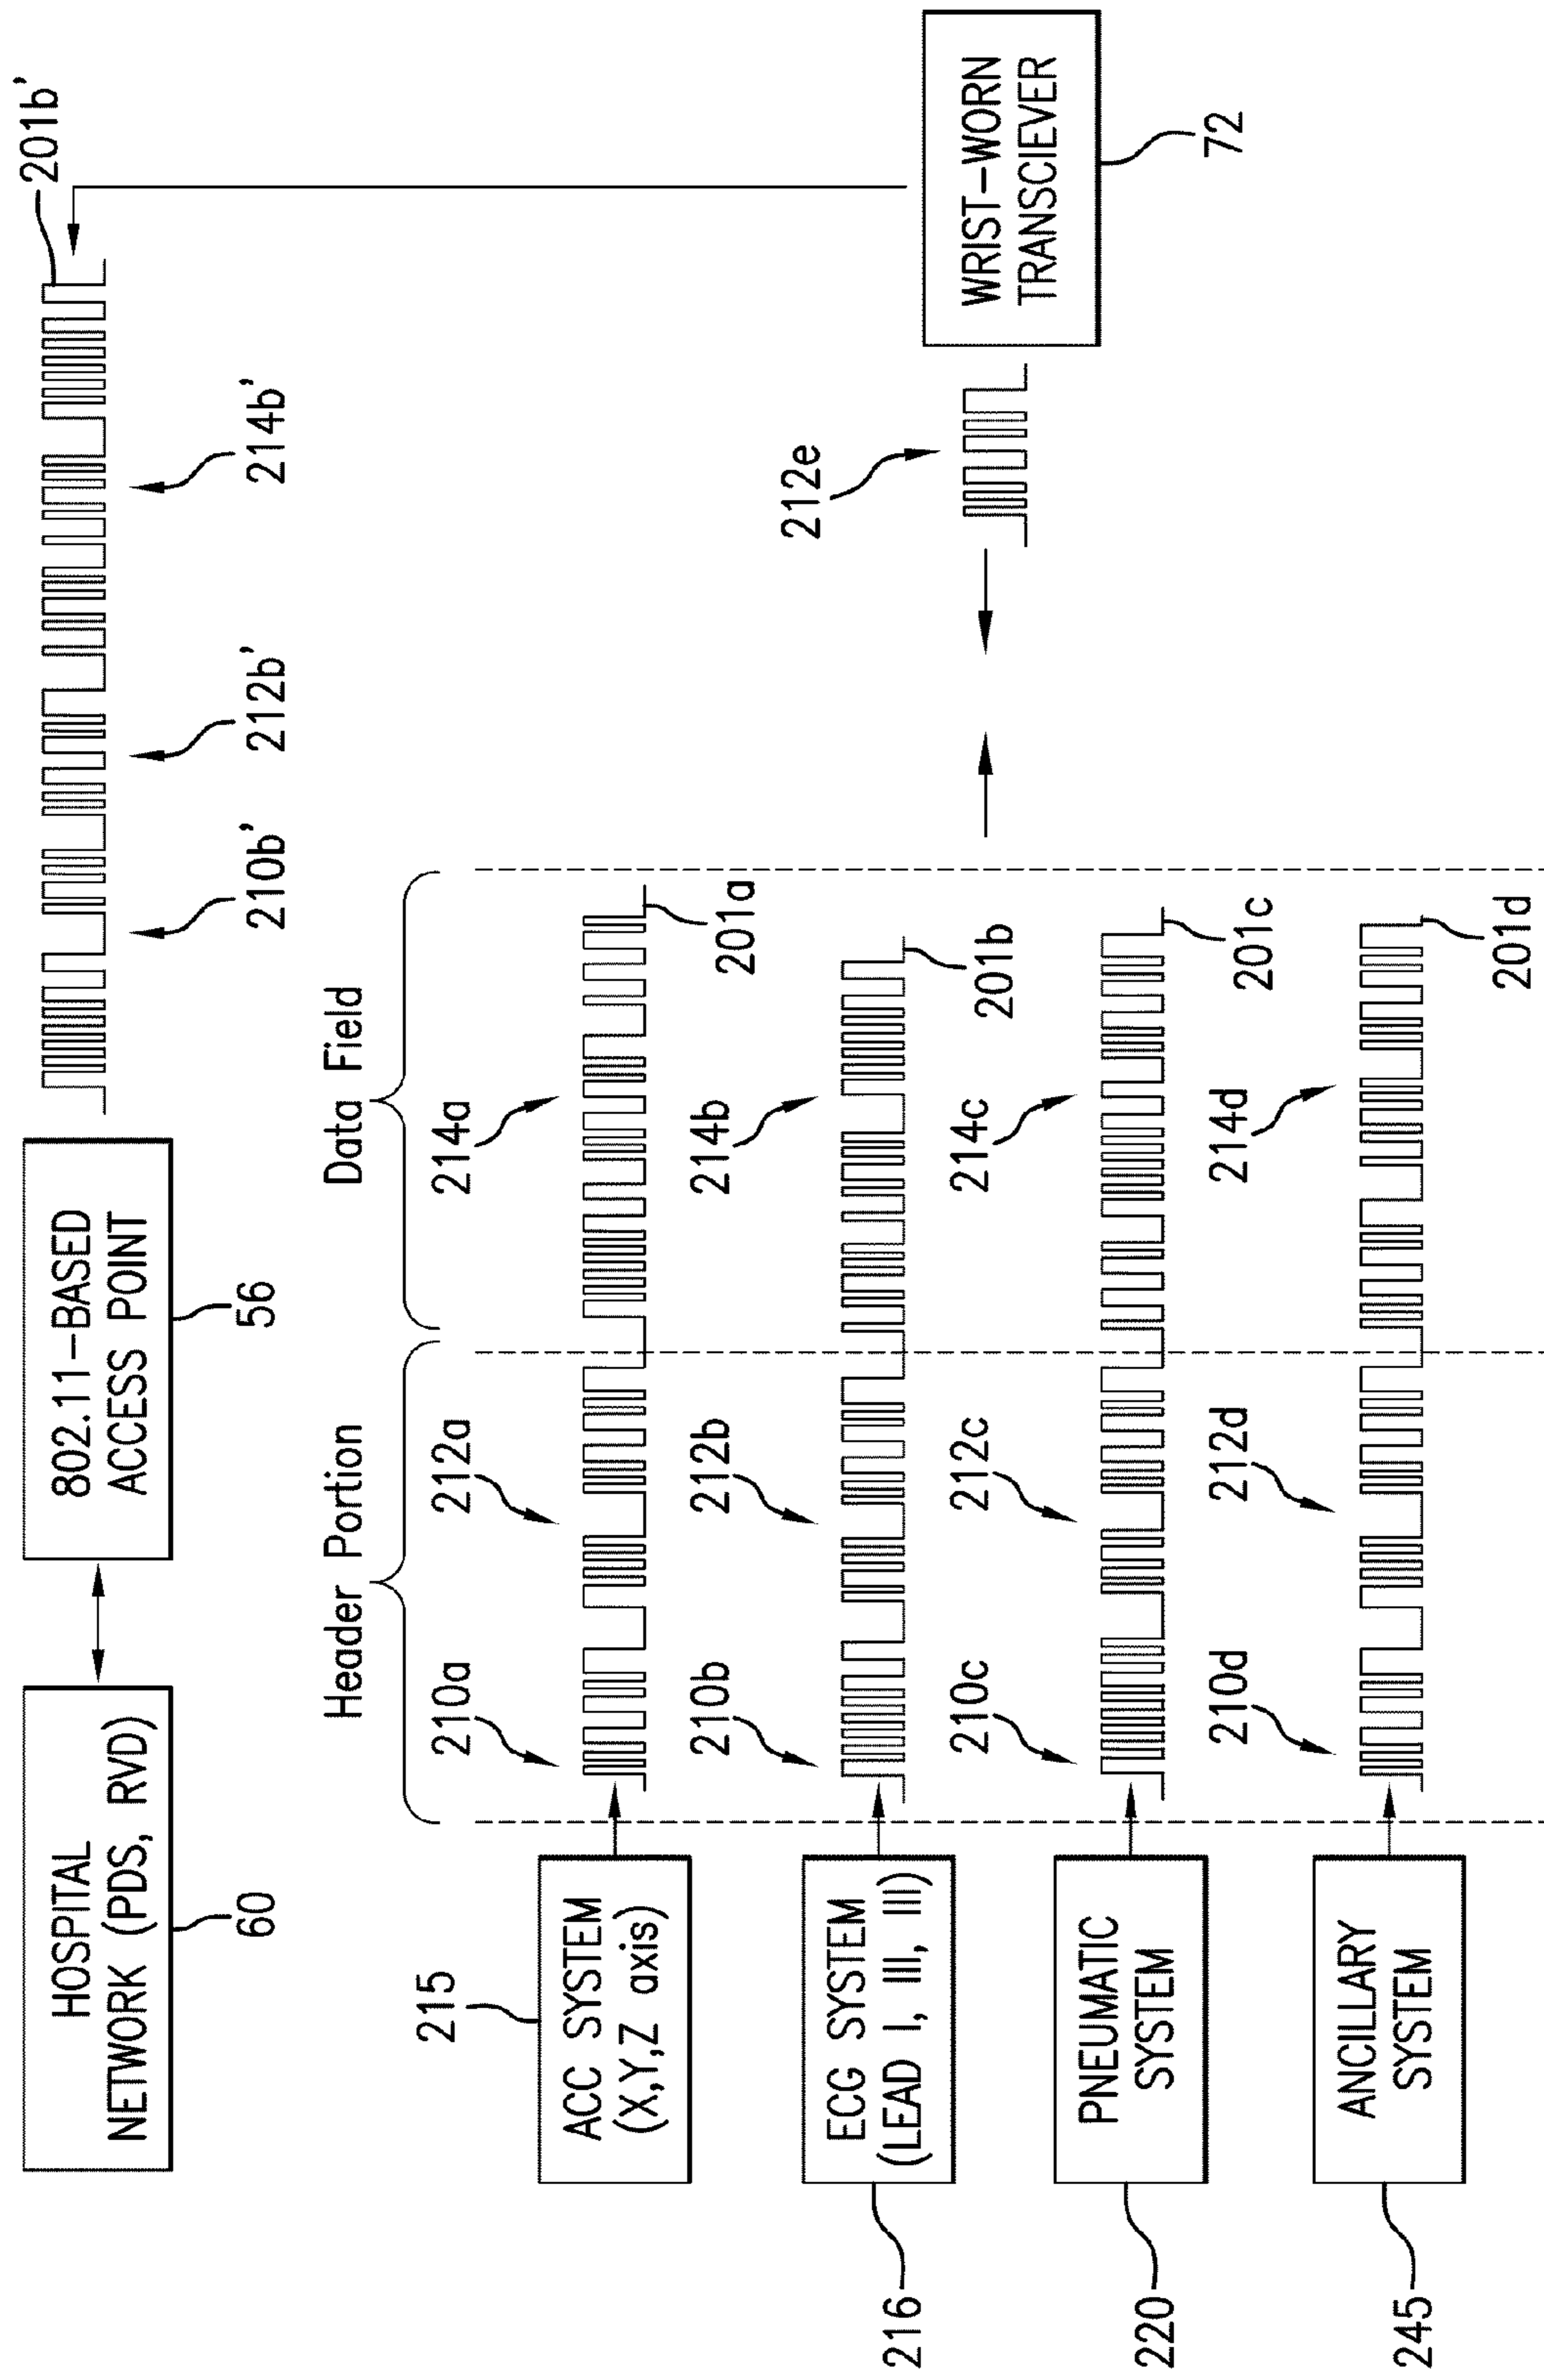 HOSPITAL
NETWORK (PDS, RVD)
60
802.11-BASED
ACCESS POINT
56
210b'
212b'
214b'
201b'
Header Portion
Data Field
215
ACC SYSTEM
(X,Y,Z axis)
210a
212a
214a
201a
216
ECG SYSTEM
(LEAD I, III, III)
210b
212b
214b
201b
220
PNEUMATIC
SYSTEM
210c
212c
214c
201c
245
ANCILLARY
SYSTEM
210d
212d
214d
201d
212e
WRIST-WORN
TRANSCIEVER
72